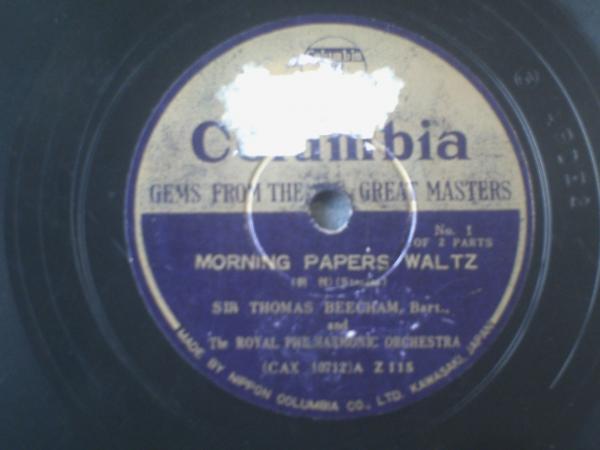 Columbia
Columbia
GEMS FROM THE GREAT MASTERS
No. 1
OF 2 PARTS
MORNING PAPERS WALTZ
SIR THOMAS BEECHAM, Bart.,
and
The ROYAL PHILHARMONIC ORCHESTRA
(CAX 10712)A Z 115
MADE BY NIPPON COLUMBIA CO., LTD. KAWASAKI, JAPAN